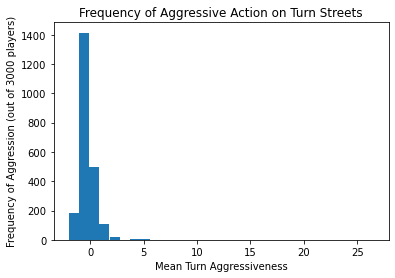 Frequency of Aggressive Action on Turn Streets
Frequency of Aggression (out of 3000 players)
1400
1200
1000
800
600
400
200
0
0 5 10 15 20 25
Mean Turn Aggressiveness